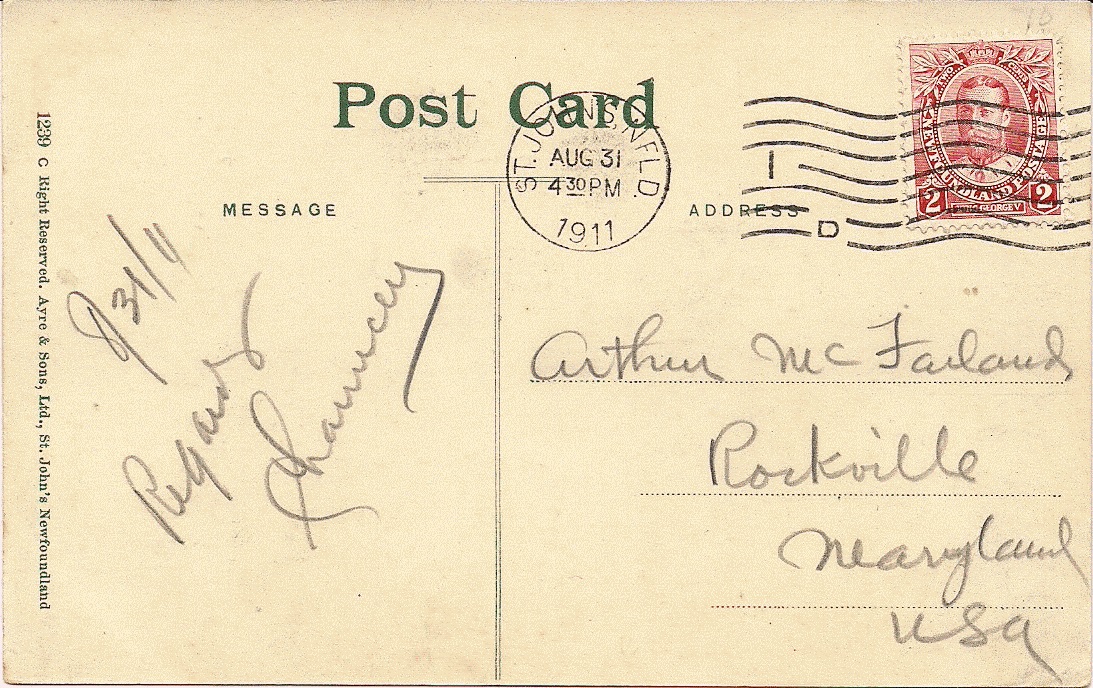 Post Card
ST. JOHN'S, NFLD.
AUG 31
4 30 PM
1911
I
D
NEWFOUNDLAND POSTAGE
2 KING GEORGE V 2
MESSAGE
ADDRESS
8/31/11
Regards
Chauncey
Arthur McFarland
Rockville
Maryland
USA
1239 C Right Reserved. Ayre & Sons, Ltd., St. John's Newfoundland